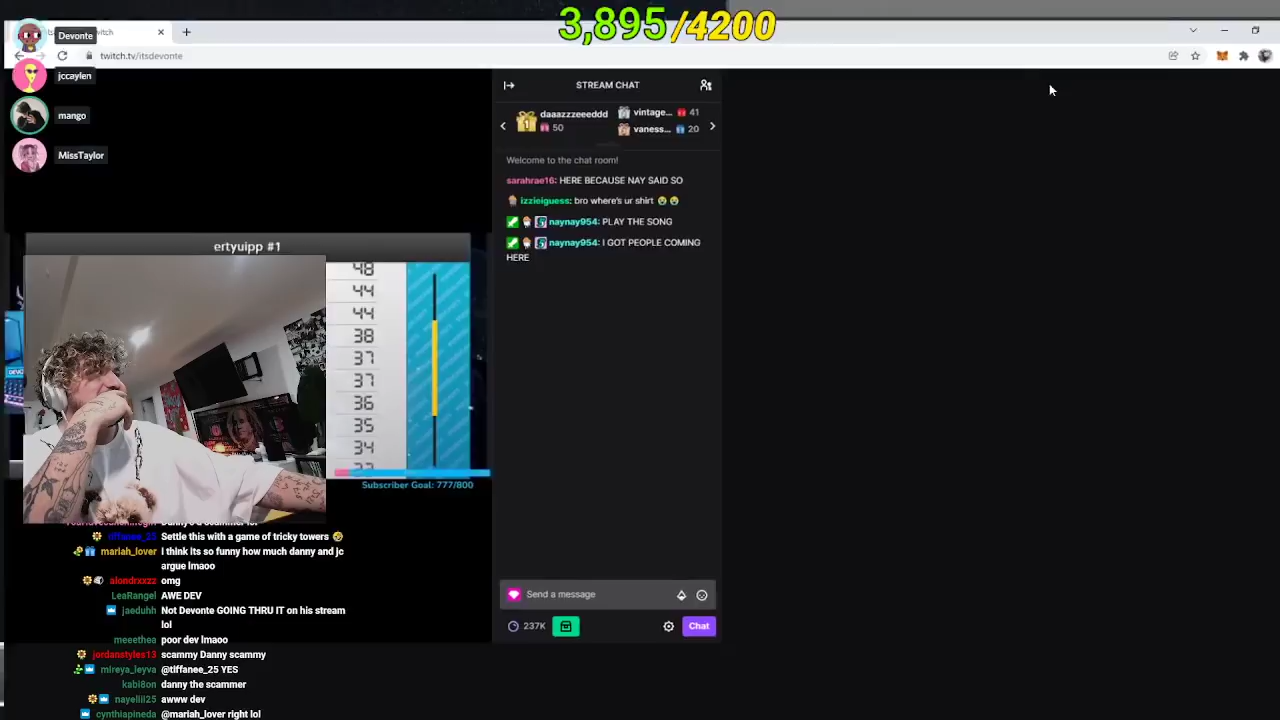 3,895/4200
Devonte
twitch.tv/itsdevonte
jccaylen
mango
MissTaylor
STREAM CHAT
daaazzzeeeddd
50
vintage... 41
vaness... 20
Welcome to the chat room!
sarahrae16: HERE BECAUSE NAY SAID SO
izzieiguess: bro where's ur shirt 😭 😭
naynay954: PLAY THE SONG
naynay954: I GOT PEOPLE COMING
HERE
ertyuipp #1
48
44
44
38
37
37
36
35
34
Subscriber Goal: 777/800
tiffanee_25 Settle this with a game of tricky towers 🤣
mariah_lover i think its so funny how much danny and jc
argue lmaoo
alondrxxzz omg
LeaRangel AWE DEV
jaeduhh Not Devonte GOING THRU IT on his stream
lol
meeethea poor dev lmaoo
jordanstyles13 scammy Danny scammy
mireya_leyva @tiffanee_25 YES
kabi8on danny the scammer
nayeliii25 awww dev
cynthiapineda @mariah_lover right lol
Send a message
237K
Chat